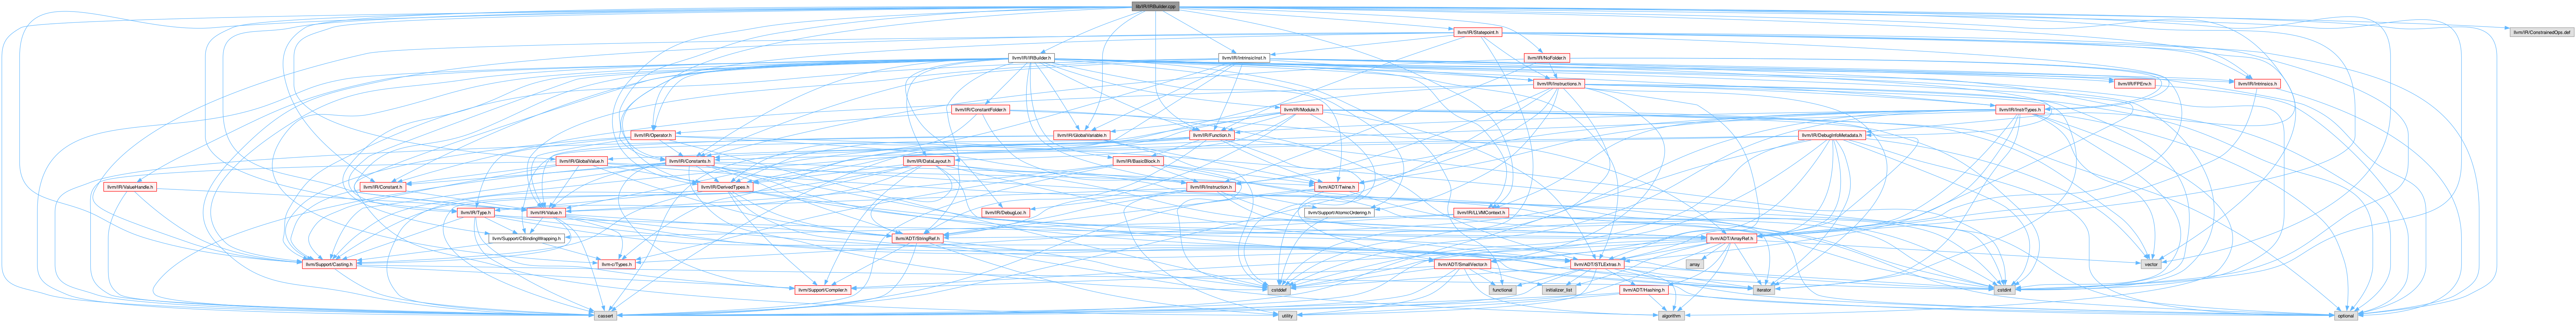 lib/IR/IRBuilder.cpp
llvm/IR/Statepoint.h
llvm/IR/ConstrainedOps.def
llvm/IR/IRBuilder.h
llvm/IR/IntrinsicInst.h
llvm/IR/NoFolder.h
llvm/IR/Instructions.h
llvm/IR/FPEnv.h
llvm/IR/Intrinsics.h
llvm/IR/ConstantFolder.h
llvm/IR/Module.h
llvm/IR/InstrTypes.h
llvm/IR/Operator.h
llvm/IR/GlobalVariable.h
llvm/IR/Function.h
llvm/IR/DebugInfoMetadata.h
llvm/IR/GlobalValue.h
llvm/IR/Constants.h
llvm/IR/DataLayout.h
llvm/IR/BasicBlock.h
llvm/IR/ValueHandle.h
llvm/IR/Constant.h
llvm/IR/DerivedTypes.h
llvm/IR/Instruction.h
llvm/ADT/Twine.h
llvm/IR/Type.h
llvm/IR/Value.h
llvm/IR/DebugLoc.h
llvm/Support/AtomicOrdering.h
llvm/IR/LLVMContext.h
llvm/Support/CBindingWrapping.h
llvm/ADT/StringRef.h
llvm/ADT/ArrayRef.h
llvm/Support/Casting.h
llvm-c/Types.h
llvm/ADT/SmallVector.h
llvm/ADT/STLExtras.h
array
vector
llvm/Support/Compiler.h
cstddef
functional
initializer_list
llvm/ADT/Hashing.h
iterator
cstdint
cassert
utility
algorithm
optional